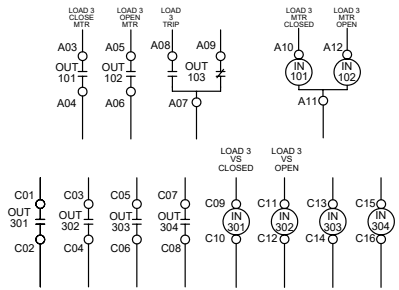 LOAD 3
CLOSE
MTR
LOAD 3
OPEN
MTR
LOAD
3
TRIP
LOAD 3
MTR
CLOSED
LOAD 3
MTR
OPEN
A03
A05
A08
A09
A10
A12
OUT
101
OUT
102
OUT
103
IN
101
IN
102
A04
A06
A07
A11
LOAD 3
VS
CLOSED
LOAD 3
VS
OPEN
C01
C03
C05
C07
C09
C11
C13
C15
OUT
301
OUT
302
OUT
303
OUT
304
IN
301
IN
302
IN
303
IN
304
C02
C04
C06
C08
C10
C12
C14
C16